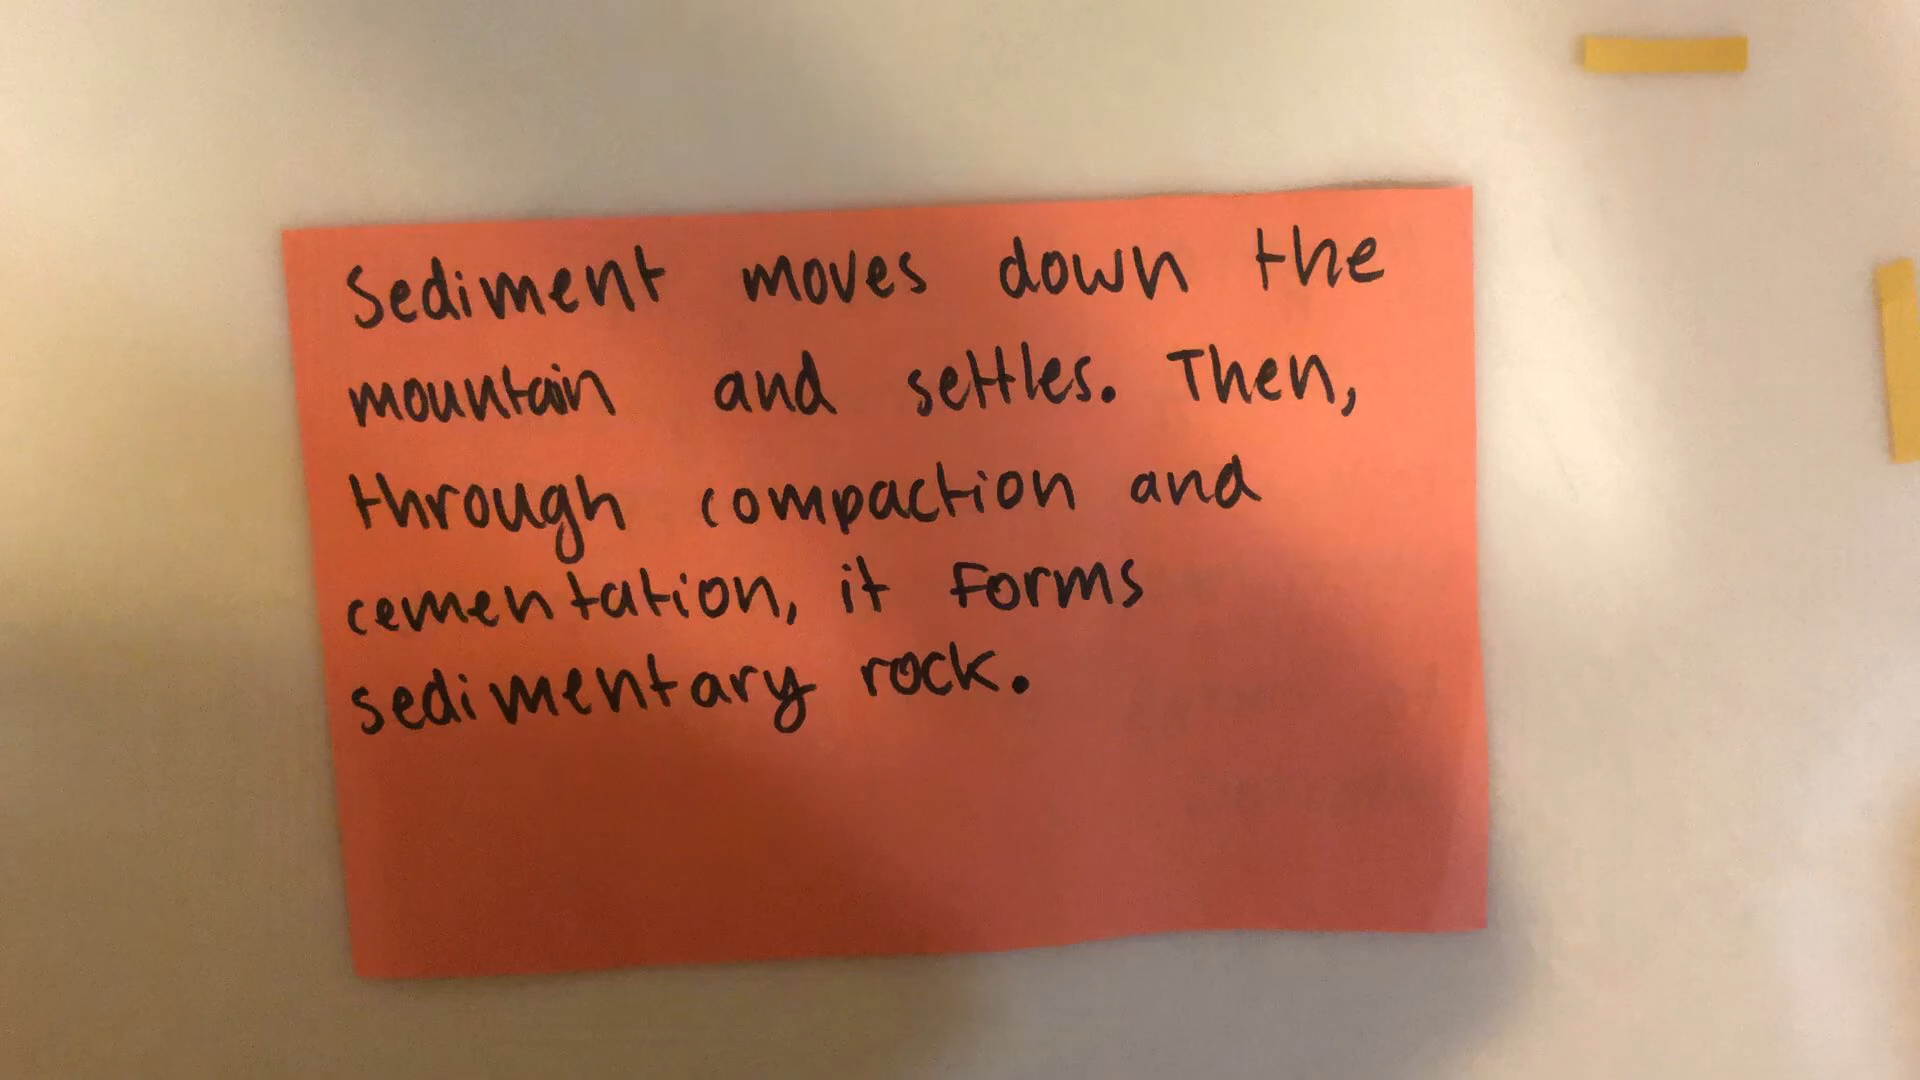 Sediment moves down the
mountain and settles. Then,
through compaction and
cementation, it forms
sedimentary rock.